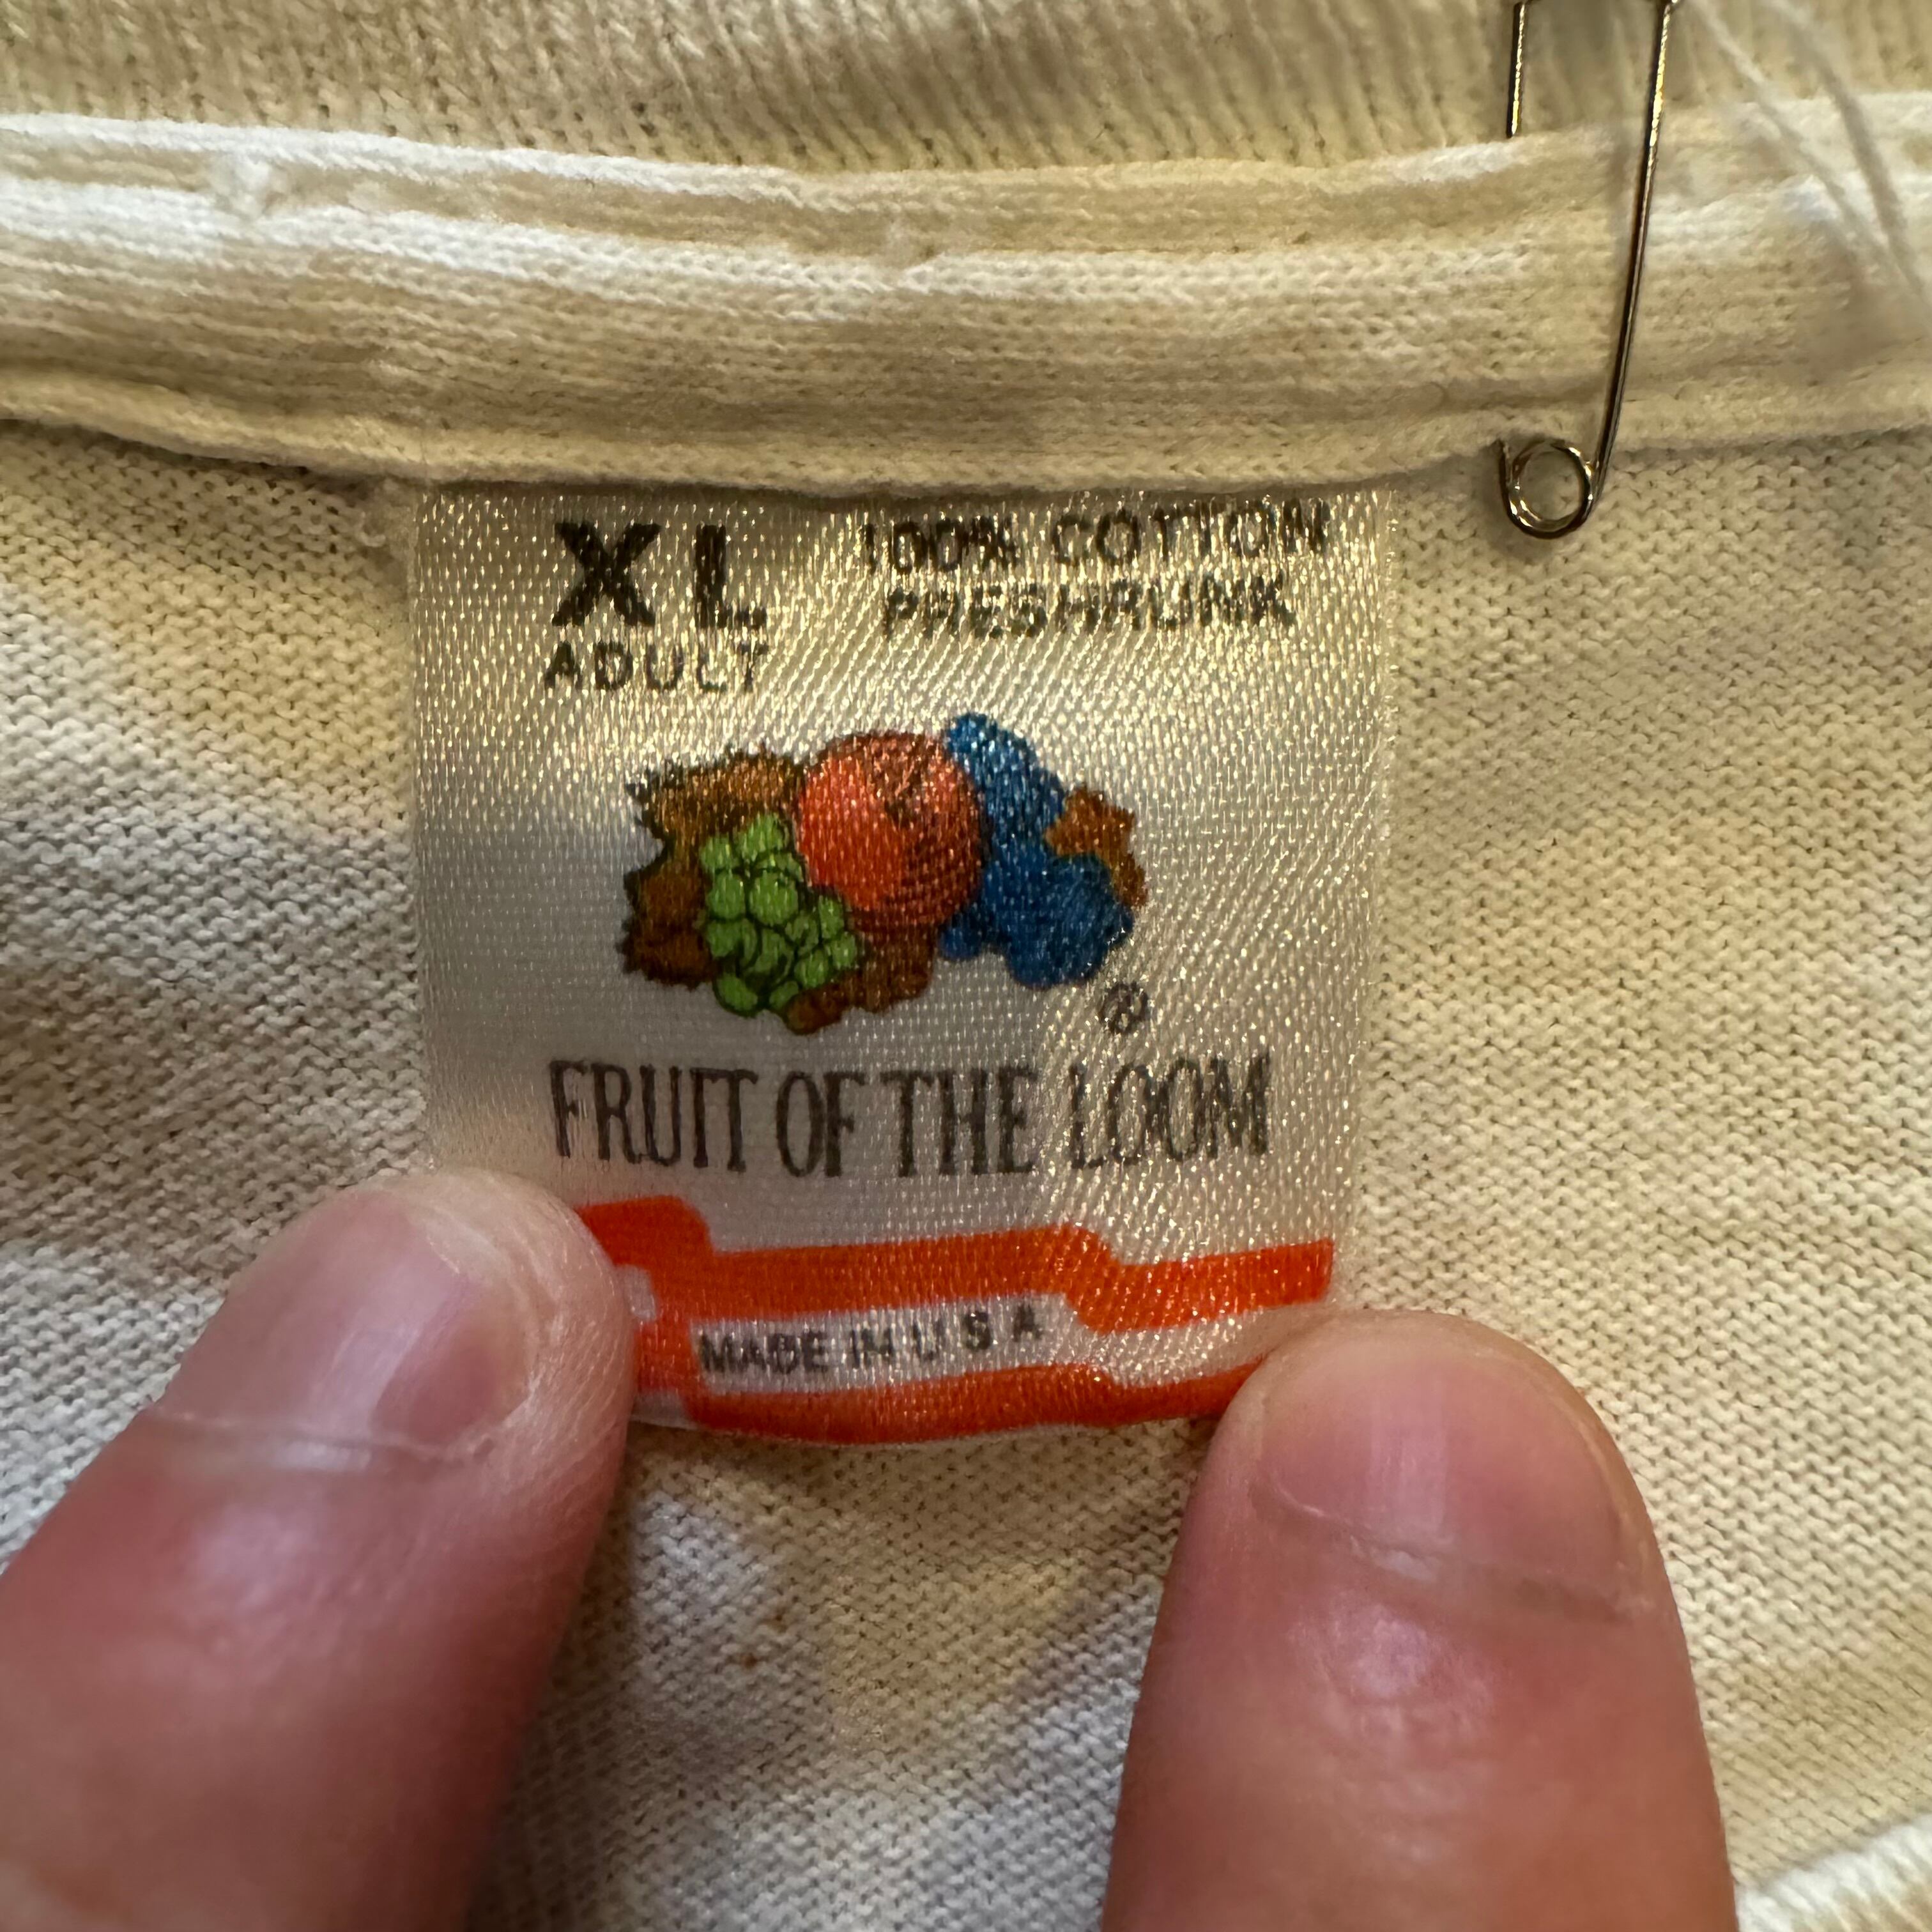 XL
ADULT
100% COTTON
PRESHRUNK
®
FRUIT OF THE LOOM
MADE IN U S A